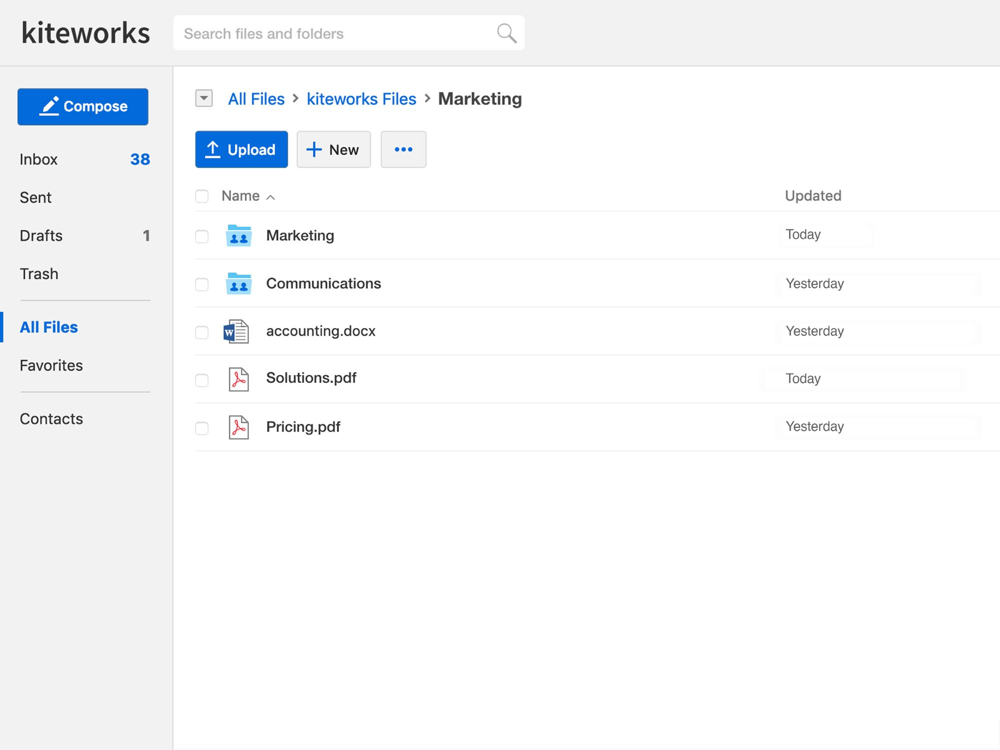 kiteworks
Search files and folders
Compose
Inbox 38
Sent
Drafts 1
Trash
All Files
Favorites
Contacts
All Files > kiteworks Files > Marketing
Upload
New
Name
Updated
Marketing Today
Communications Yesterday
W accounting.docx Yesterday
Solutions.pdf Today
Pricing.pdf Yesterday